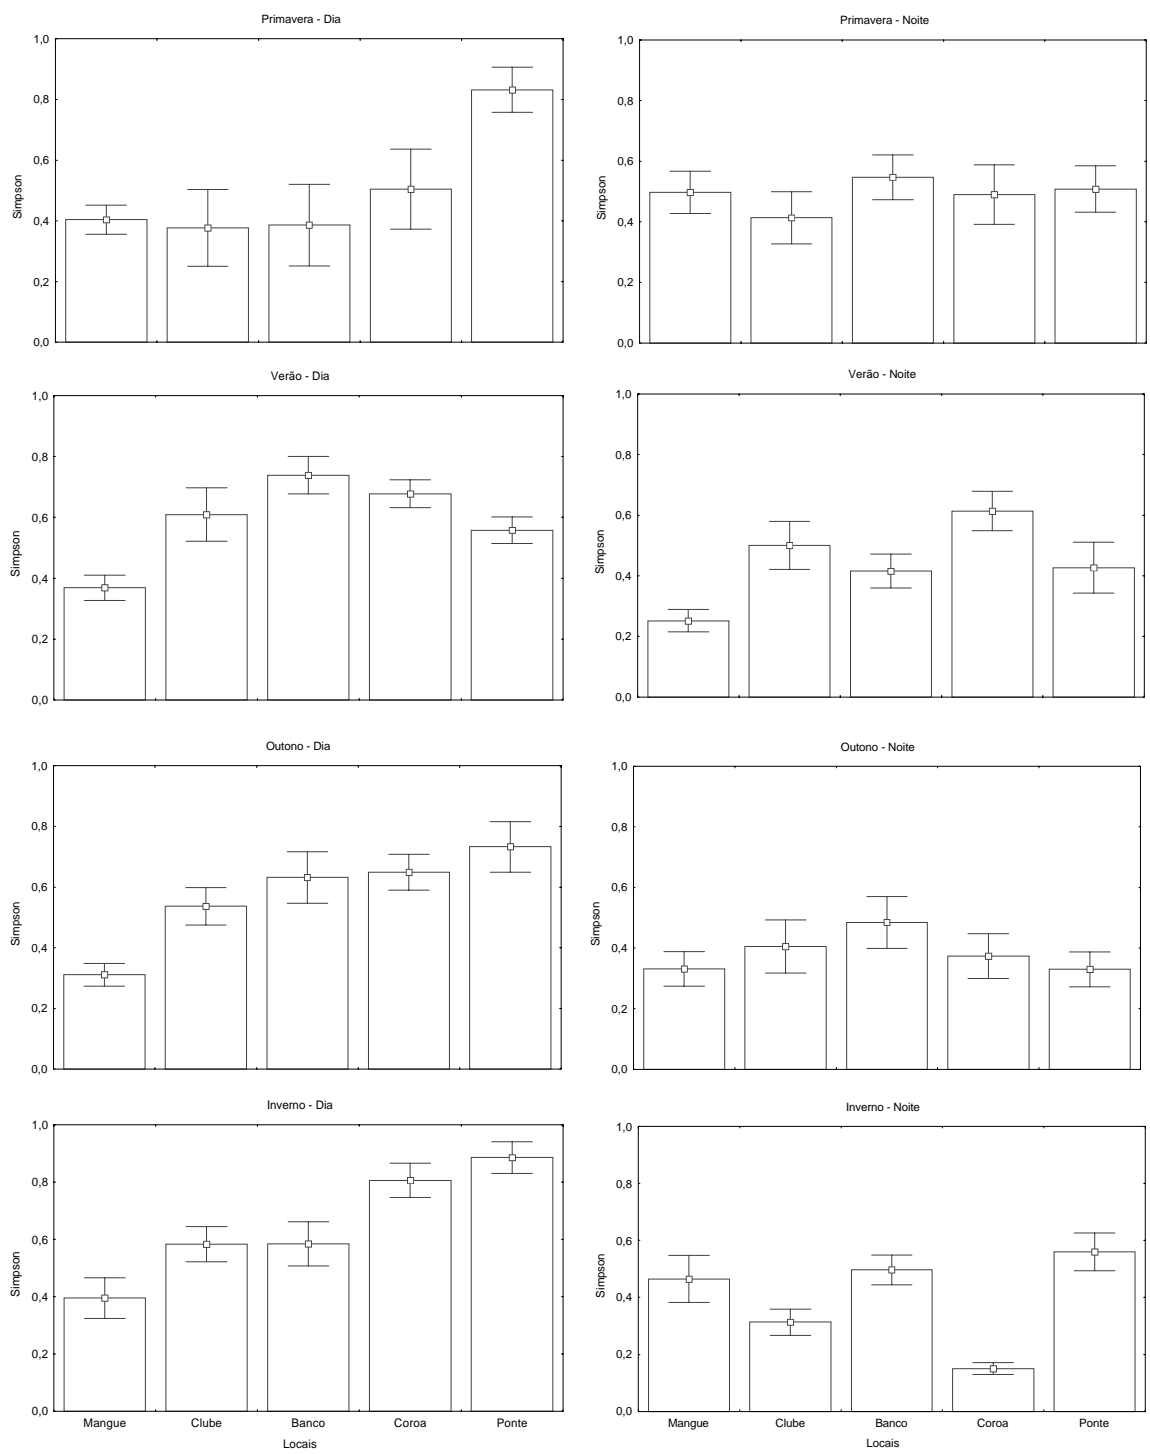 Primavera - Dia
1,0
0,8
0,6
0,4
0,2
0,0
Simpson
Primavera - Noite
1,0
0,8
0,6
0,4
0,2
0,0
Simpson
Verão - Dia
1,0
0,8
0,6
0,4
0,2
0,0
Simpson
Verão - Noite
1,0
0,8
0,6
0,4
0,2
0,0
Simpson
Outono - Dia
1,0
0,8
0,6
0,4
0,2
0,0
Simpson
Outono - Noite
1,0
0,8
0,6
0,4
0,2
0,0
Simpson
Inverno - Dia
1,0
0,8
0,6
0,4
0,2
0,0
Simpson
Mangue Clube Banco Coroa Ponte
Locais
Inverno - Noite
1,0
0,8
0,6
0,4
0,2
0,0
Simpson
Mangue Clube Banco Coroa Ponte
Locais